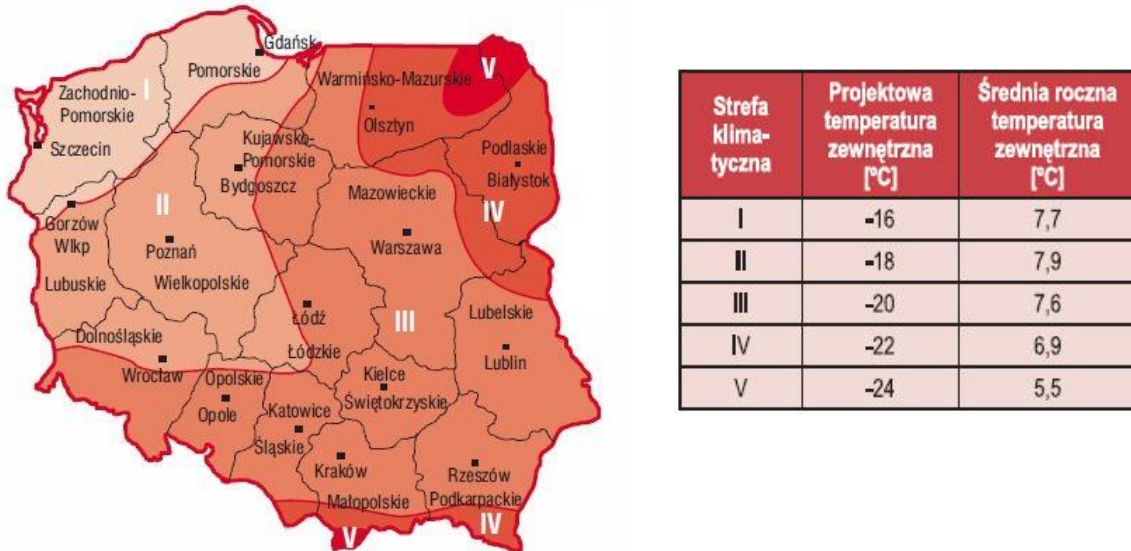 Gdańsk
Pomorskie
Warmińsko-Mazurskie
V
Zachodnio-
Pomorskie
I
Olsztyn
Szczecin
Kujawsko-
Pomorskie
Bydgoszcz
Podlaskie
Białystok
Mazowieckie
II
IV
Gorzów
Wlkp
Poznań
Warszawa
Lubuskie
Wielkopolskie
Łódź
III
Lubelskie
Dolnośląskie
Łódzkie
Lublin
Wrocław
Opolskie
Kielce
Świętokrzyskie
Opole
Katowice
Śląskie
Kraków
Rzeszów
Matopolskie
Podkarpackie
V
IV
Strefa klima-tyczna Projektowa temperatura zewnętrzna [ºC] Średnia roczna temperatura zewnętrzna [ºC]
I -16 7,7
II -18 7,9
III -20 7,6
IV -22 6,9
V -24 5,5